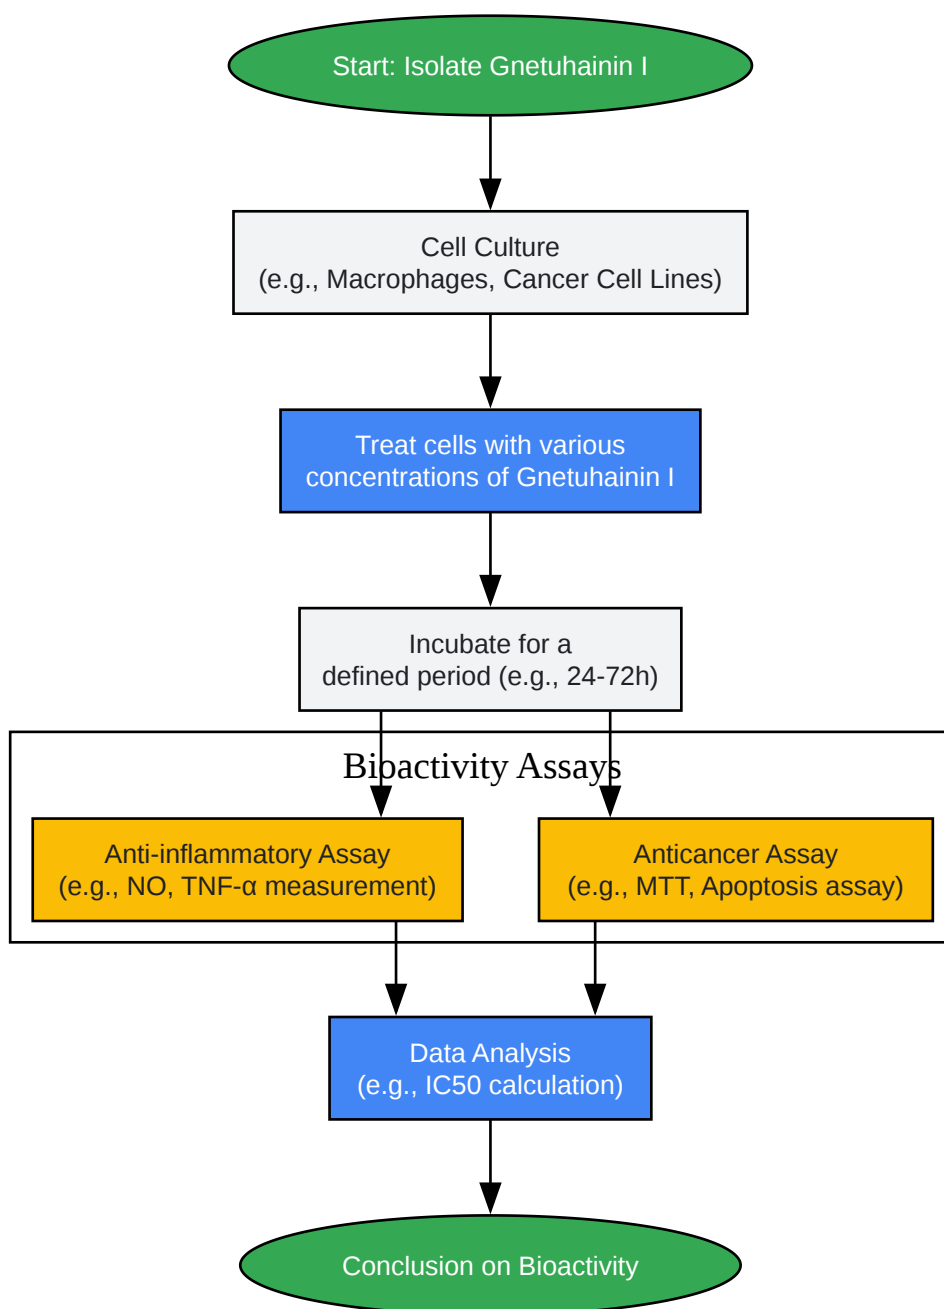 Start: Isolate Gnetuhainin I
Cell Culture
(e.g., Macrophages, Cancer Cell Lines)
Treat cells with various
concentrations of Gnetuhainin I
Incubate for a
defined period (e.g., 24-72h)
Bioactivity Assays
Anti-inflammatory Assay
(e.g., NO, TNF-α measurement)
Anticancer Assay
(e.g., MTT, Apoptosis assay)
Data Analysis
(e.g., IC50 calculation)
Conclusion on Bioactivity